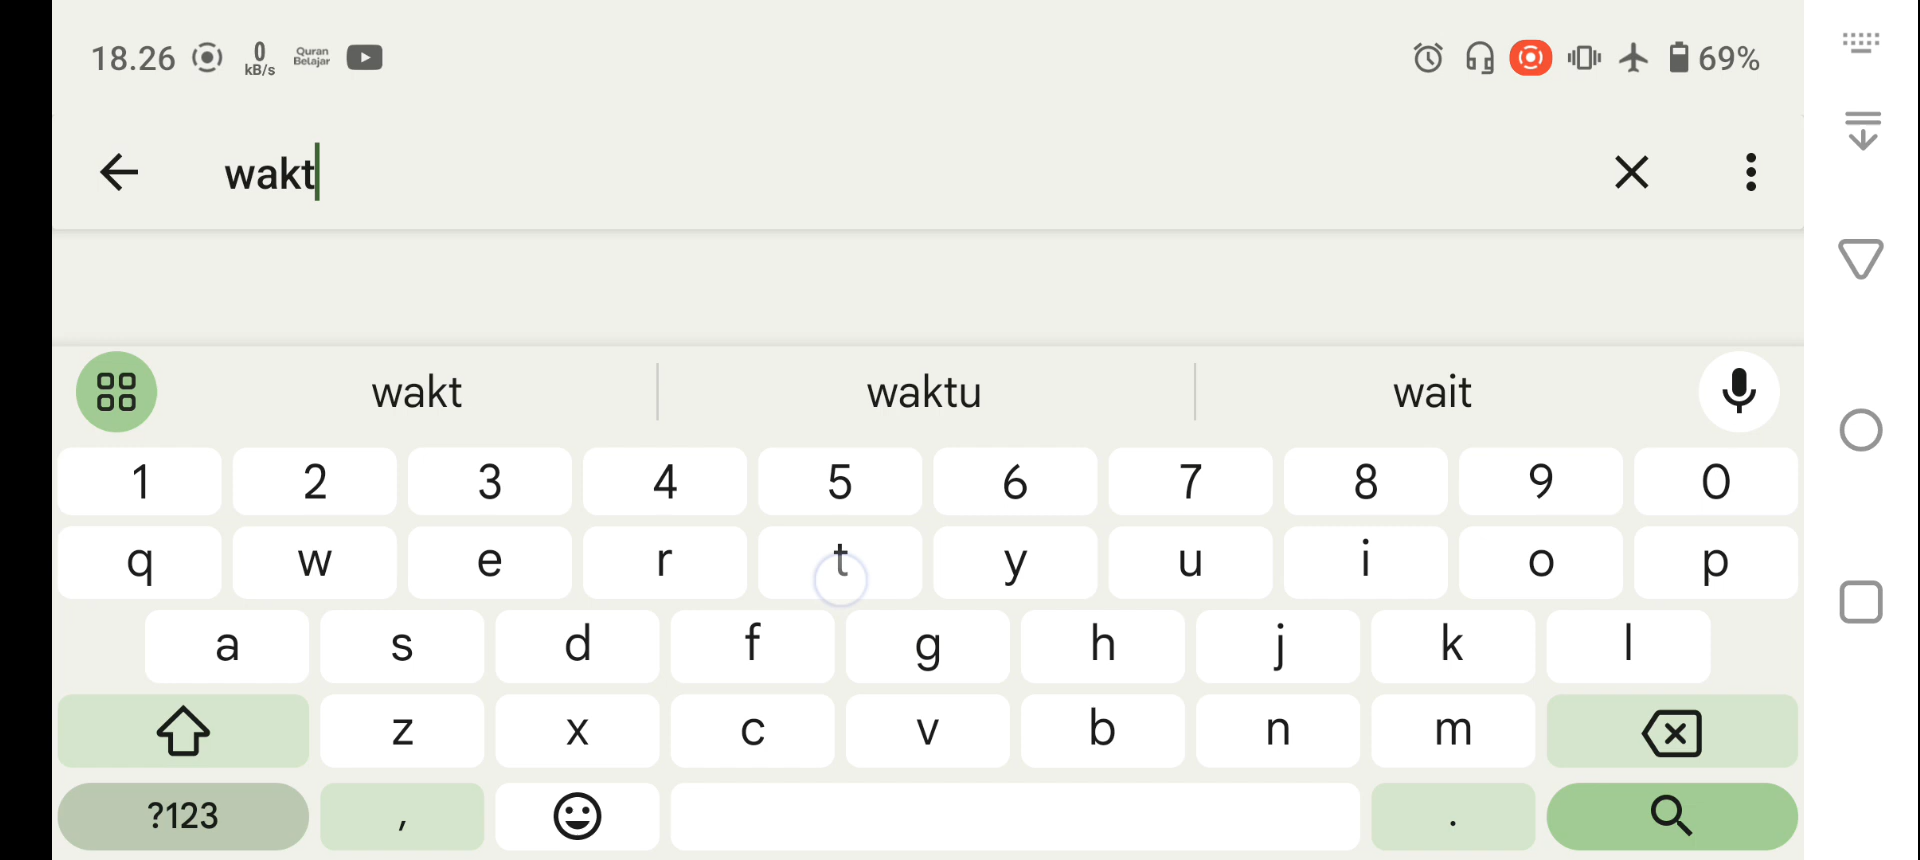 18.26 0 kB/s Quran Belajar 69%
wakt
wakt waktu wait
1 2 3 4 5 6 7 8 9 0
q w e r t y u i o p
a s d f g h j k l
z x c v b n m
?123 , .